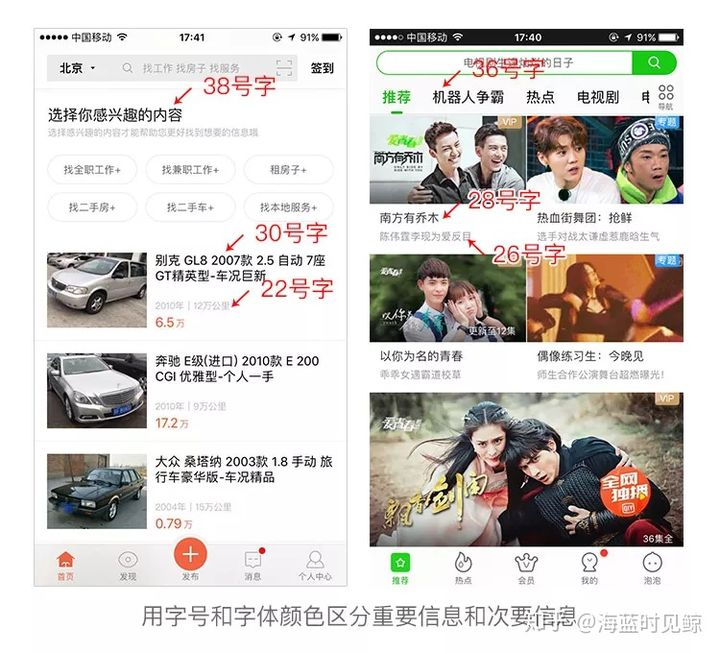 中国移动
17:41
91%
北京
找工作 找房子 找服务
签到
38号字
选择你感兴趣的内容
选择感兴趣的内容才能帮助您更好找到想要的信息哦
找全职工作+
找兼职工作+
租房子+
找二手房+
找二手车+
找本地服务+
30号字
别克 GL8 2007款 2.5 自动 7座
GT精英型-车况巨新
22号字
2010年｜12万公里
6.5 万
奔驰 E级(进口) 2010款 E 200
CGI 优雅型-个人一手
2010年｜9万公里
17.2 万
大众 桑塔纳 2003款 1.8 手动 旅
行车豪华版-车况精品
2004年｜15万公里
0.79 万
首页
发现
发布
消息
个人中心
中国移动
17:40
91%
36号字
推荐
机器人争霸
热点
电视剧
导航
VIP
专题
爱青春
南方有乔木
28号字
南方有乔木
热血街舞团：抢鲜
陈伟霆李现为爱反目
选手对战太谦虚惹鹿晗生气
26号字
专题
爱青春
以你
更新至12集
以你为名的青春
偶像练习生：今晚见
乖乖女遇霸道校草
师生合作公演舞台超燃曝光！
VIP
爱青春
飘香剑雨
全网
独播
iQIYI
36集全
推荐
热点
会员
我的
泡泡
用字号和字体颜色区分重要信息和次要信息
知乎 @海蓝时见鲸